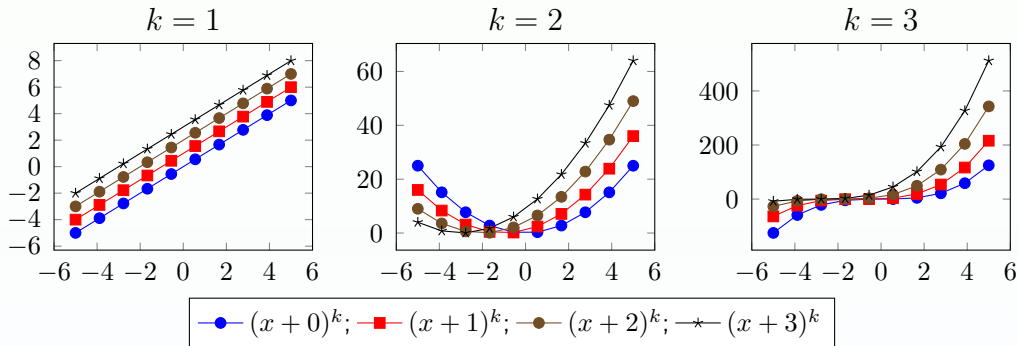 k = 1
k = 2
k = 3
8
6
4
2
0
−2
−4
−6
−6 −4 −2 0 2 4 6
60
40
20
0
−6 −4 −2 0 2 4 6
400
200
0
−6 −4 −2 0 2 4 6
(x + 0)^k; (x + 1)^k; (x + 2)^k; (x + 3)^k